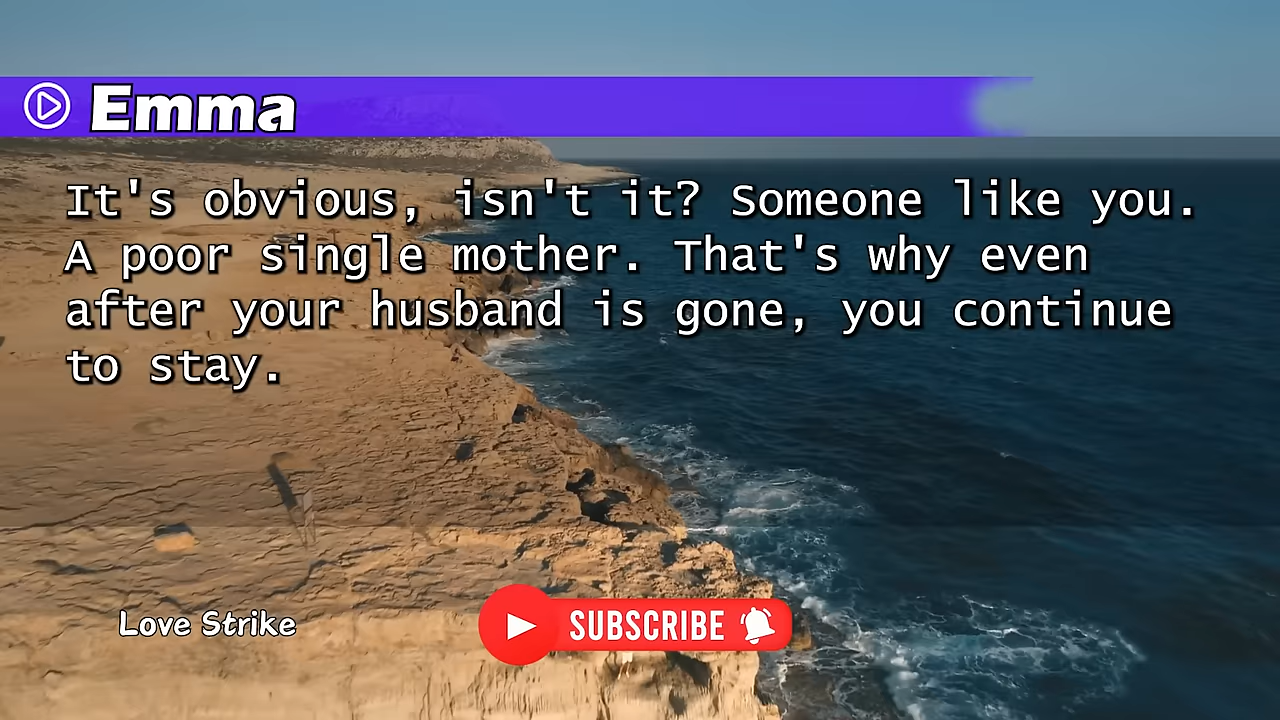 Emma
It's obvious, isn't it? Someone like you.
A poor single mother. That's why even
after your husband is gone, you continue
to stay.
Love Strike
SUBSCRIBE